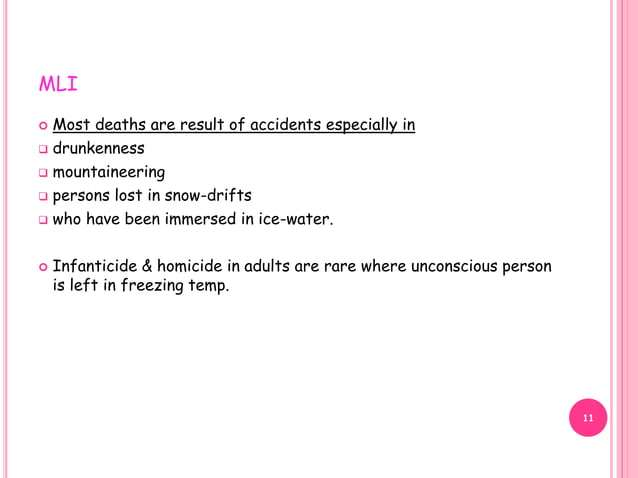 MLI
Most deaths are result of accidents especially in
drunkenness
mountaineering
persons lost in snow-drifts
who have been immersed in ice-water.
Infanticide & homicide in adults are rare where unconscious person
is left in freezing temp.
11